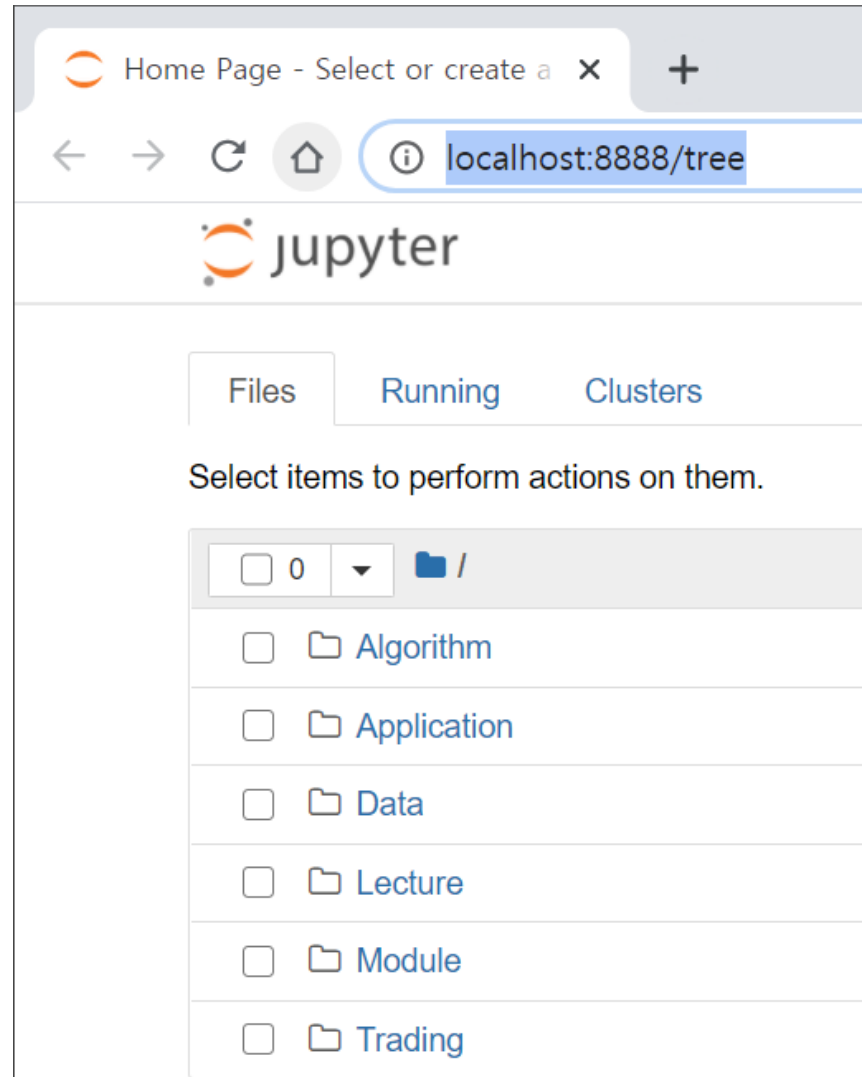 Home Page - Select or create a
localhost:8888/tree
jupyter
Files Running Clusters
Select items to perform actions on them.
0 /
Algorithm
Application
Data
Lecture
Module
Trading